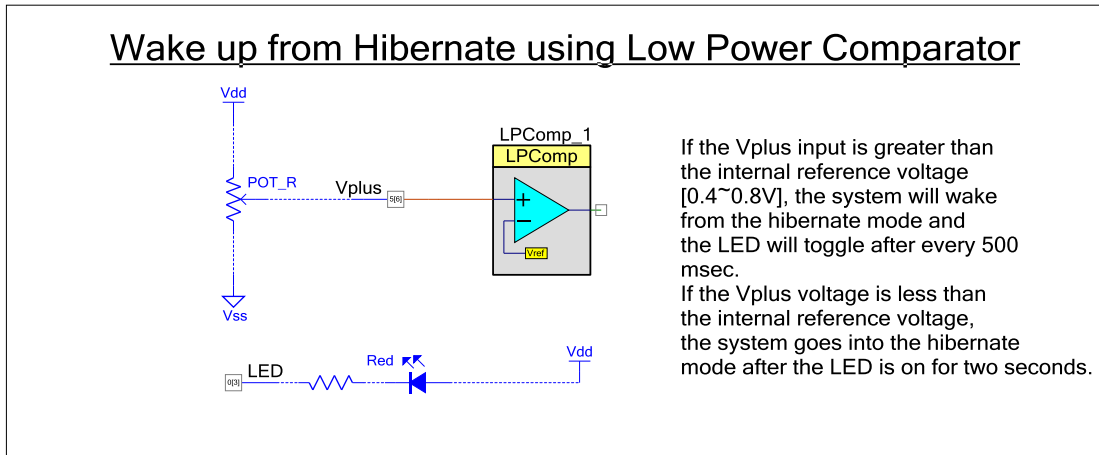 Wake up from Hibernate using Low Power Comparator
Vdd
POT_R
Vplus
5[6]
Vss
LPComp_1
LPComp
+
−
Vref
If the Vplus input is greater than
the internal reference voltage
[0.4~0.8V], the system will wake
from the hibernate mode and
the LED will toggle after every 500
msec.
If the Vplus voltage is less than
the internal reference voltage,
the system goes into the hibernate
mode after the LED is on for two seconds.
0[3]
LED
Red
Vdd